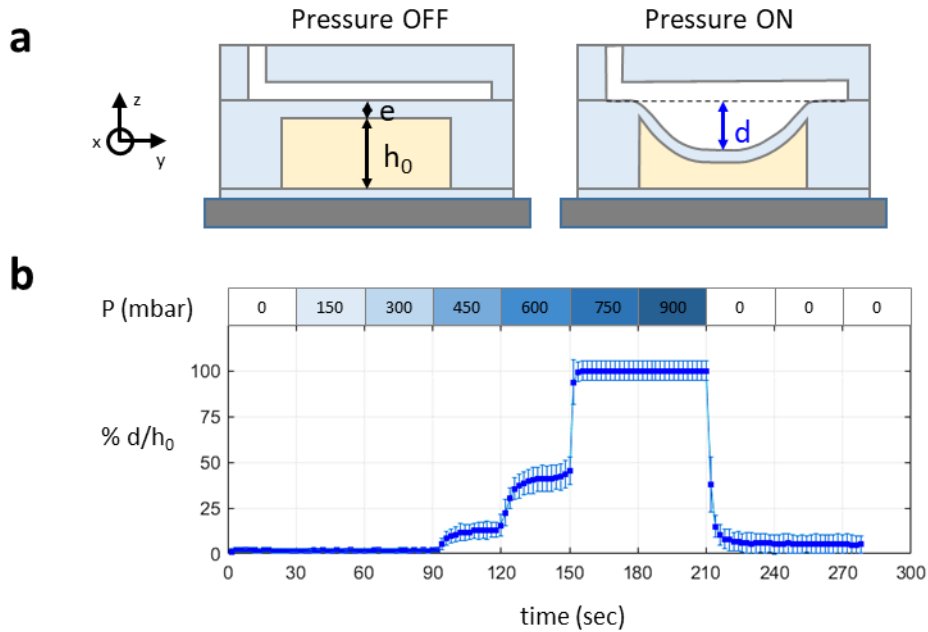 a
Pressure OFF
Pressure ON
z
x
y
e
h₀
d
b
P (mbar)
0 150 300 450 600 750 900 0 0 0
100
75
50
25
0
% d/h₀
0 30 60 90 120 150 180 210 240 270 300
time (sec)